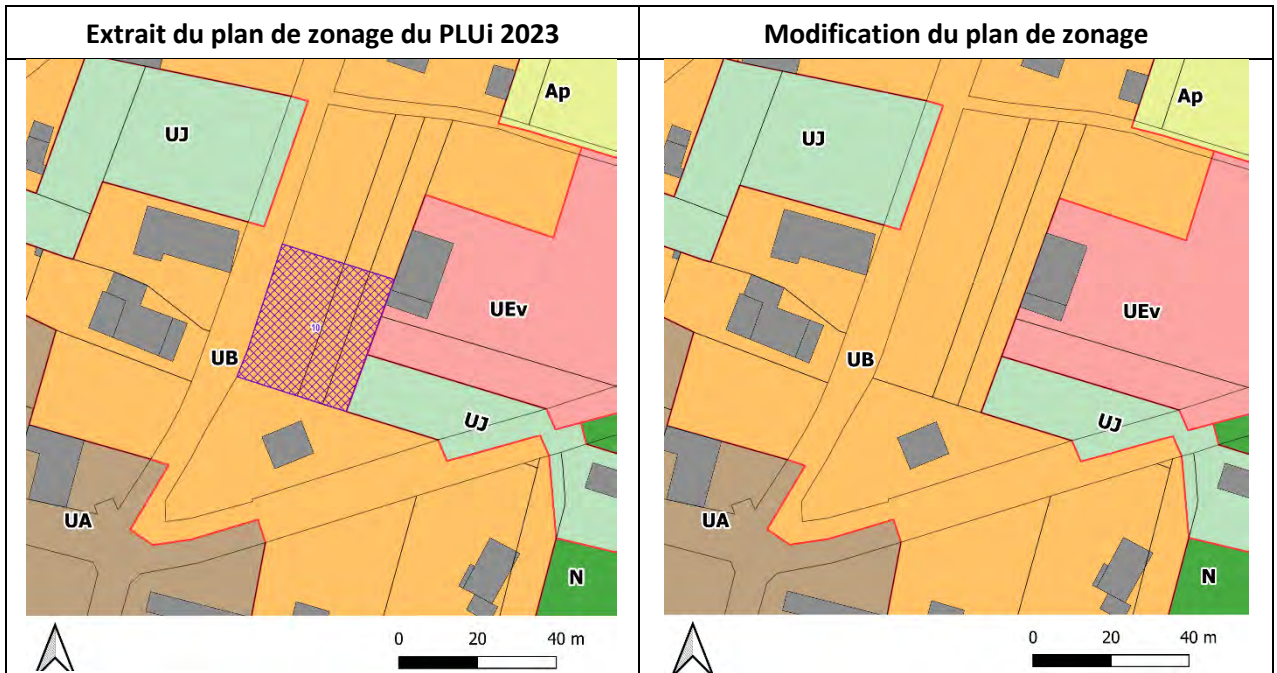 Extrait du plan de zonage du PLUi 2023
Modification du plan de zonage
Ap
UJ
UEv
10
UB
UJ
UA
N
0 20 40 m
Ap
UJ
UEv
UB
UJ
UA
N
0 20 40 m